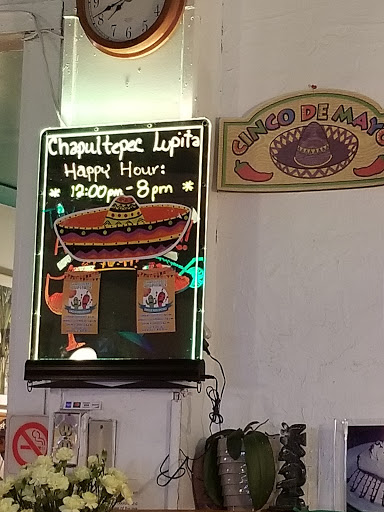 Chapultepec Lupita
Happy Hour:
* 12:00pm - 8pm *
CINCO DE MAYO